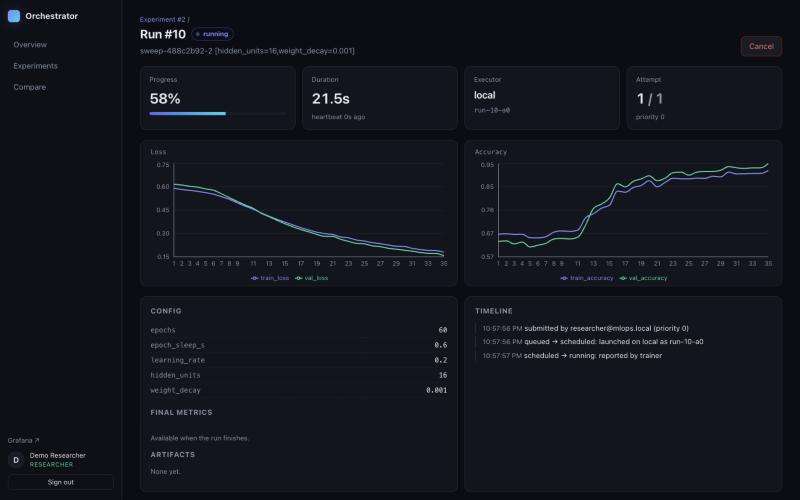 Orchestrator
Overview
Experiments
Compare
Grafana ↗
D
Demo Researcher
RESEARCHER
Sign out
Experiment #2 /
Run #10
running
sweep-488c2b92-2 [hidden_units=16,weight_decay=0.001]
Cancel
Progress
58%
Duration
21.5s
heartbeat 0s ago
Executor
local
run-10-a0
Attempt
1 / 1
priority 0
Loss
0.75
0.60
0.45
0.30
0.15
1 2 3 4 5 6 7 8 9 11 13 15 17 19 21 23 25 27 29 31 33 35
train_loss val_loss
Accuracy
0.95
0.85
0.76
0.67
0.57
1 2 3 4 5 6 7 8 9 11 13 15 17 19 21 23 25 27 29 31 33 35
train_accuracy val_accuracy
CONFIG
epochs 60
epoch_sleep_s 0.6
learning_rate 0.2
hidden_units 16
weight_decay 0.001
FINAL METRICS
Available when the run finishes.
ARTIFACTS
None yet.
TIMELINE
10:57:56 PM submitted by researcher@mlops.local (priority 0)
10:57:56 PM queued → scheduled: launched on local as run-10-a0
10:57:57 PM scheduled → running: reported by trainer